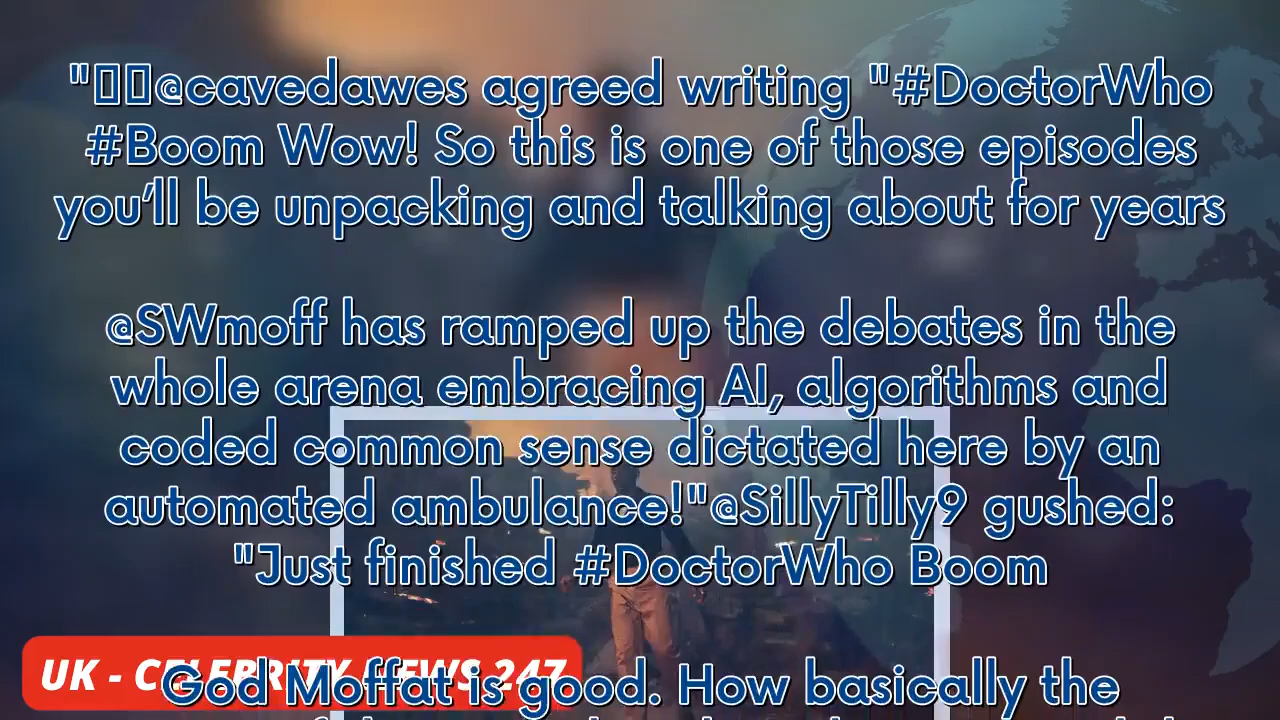 "▯▯@cavedawes agreed writing "#DoctorWho
#Boom Wow! So this is one of those episodes
you’ll be unpacking and talking about for years
@SWmoff has ramped up the debates in the
whole arena embracing AI, algorithms and
coded common sense dictated here by an
automated ambulance!"@SillyTilly9 gushed:
"Just finished #DoctorWho Boom
UK - CELEBRITY NEWS 247
God Moffat is good. How basically the